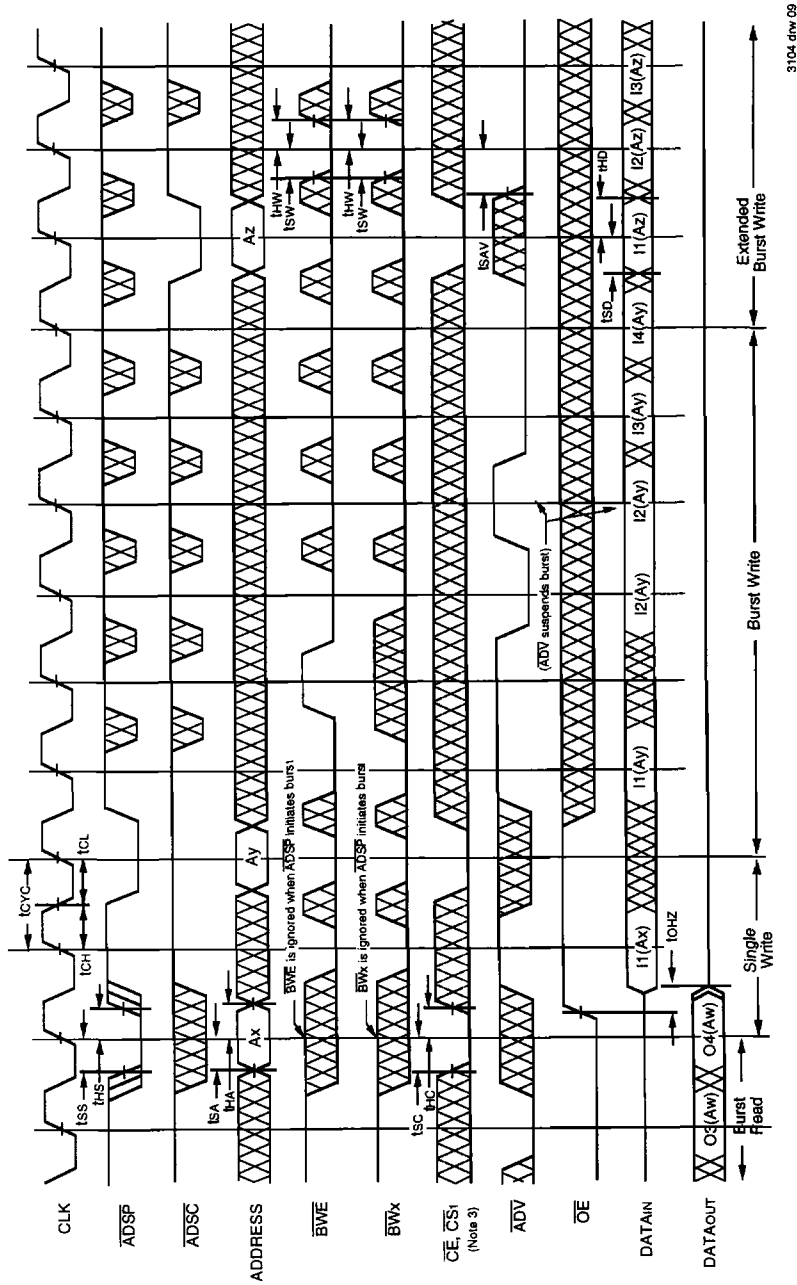 tCYC
tCH
tCL
CLK
tSS
tHS
ADSP
ADSC
tSA
tHA
ADDRESS
Ax
Ay
Az
BWE is ignored when ADSP initiates burst
BWE
tHW
tSW
BWx is ignored when ADSP initiates burst
BWx
tHW
tSW
tSC
tHC
CE, CS1
(Note 3)
ADV
tSAV
(ADV suspends burst)
OE
DATAIN
I1(Ax)
I1(Ay)
I2(Ay)
I2(Ay)
I3(Ay)
I4(Ay)
I1(Az)
I2(Az)
I3(Az)
tSD
tHD
tOHZ
DATAOUT
O3(Aw)
O4(Aw)
Burst
Read
Single
Write
Burst Write
Extended
Burst Write
3104 drw 09